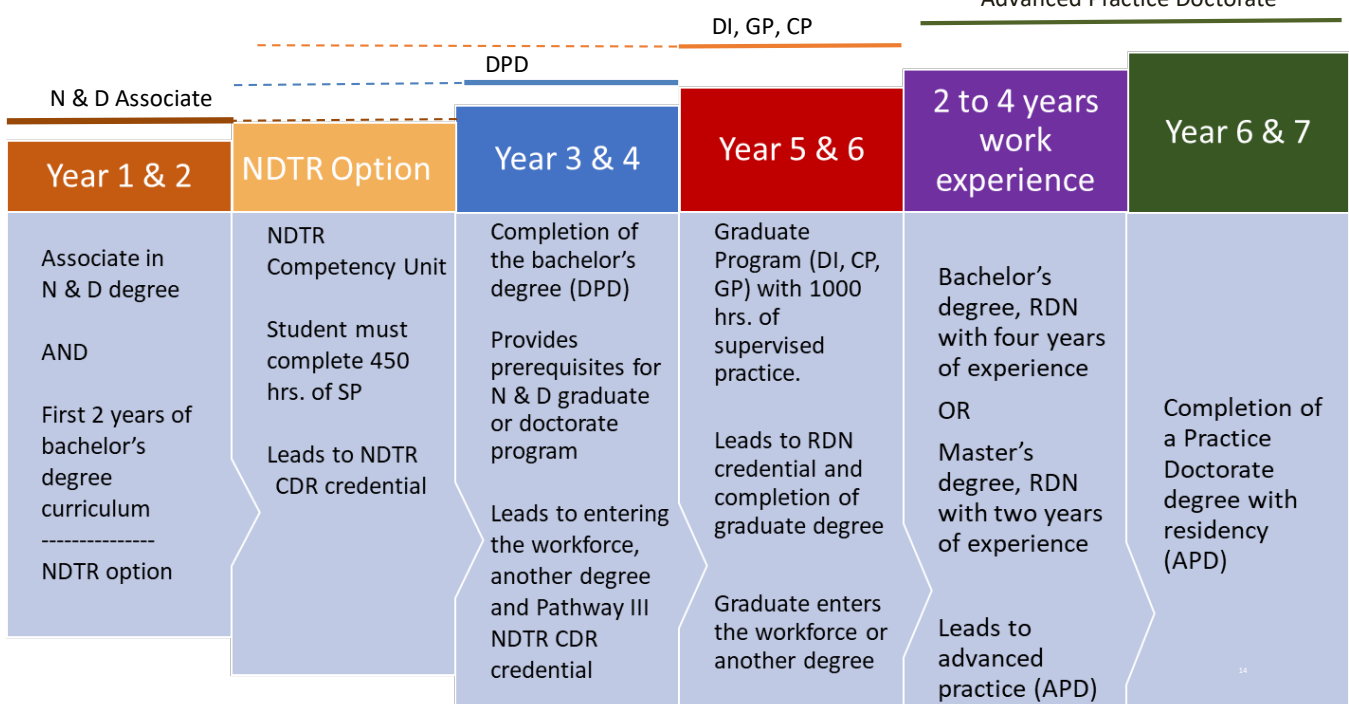 Advanced Practice Doctorate
DI, GP, CP
DPD
N & D Associate
Year 1 & 2
NDTR Option
Year 3 & 4
Year 5 & 6
2 to 4 years
work
experience
Year 6 & 7
Associate in
N & D degree
AND
First 2 years of
bachelor’s
degree
curriculum
---------------
NDTR option
NDTR
Competency Unit
Student must
complete 450
hrs. of SP
Leads to NDTR
CDR credential
Completion of
the bachelor’s
degree (DPD)
Provides
prerequisites for
N & D graduate
or doctorate
program
Leads to entering
the workforce,
another degree
and Pathway III
NDTR CDR
credential
Graduate
Program (DI, CP,
GP) with 1000
hrs. of
supervised
practice.
Leads to RDN
credential and
completion of
graduate degree
Graduate enters
the workforce or
another degree
Bachelor’s
degree, RDN
with four years
of experience
OR
Master’s
degree, RDN
with two years
of experience
Leads to
advanced
practice (APD)
Completion of
a Practice
Doctorate
degree with
residency
(APD)
14